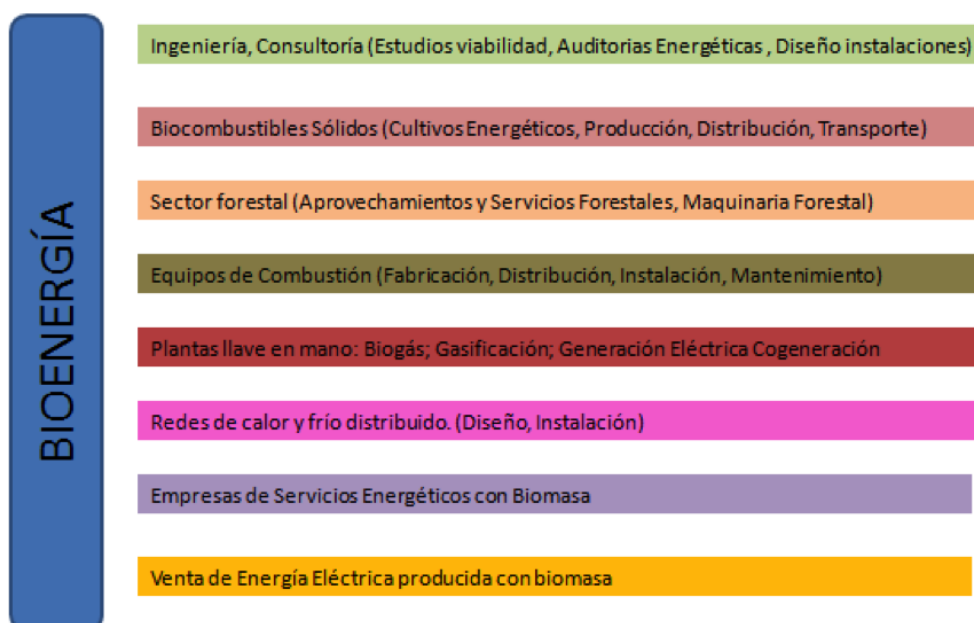 BIOENERGÍA
Ingeniería, Consultoría (Estudios viabilidad, Auditorias Energéticas , Diseño instalaciones)
Biocombustibles Sólidos (Cultivos Energéticos, Producción, Distribución, Transporte)
Sector forestal (Aprovechamientos y Servicios Forestales, Maquinaria Forestal)
Equipos de Combustión (Fabricación, Distribución, Instalación, Mantenimiento)
Plantas llave en mano: Biogás; Gasificación; Generación Eléctrica Cogeneración
Redes de calor y frío distribuido. (Diseño, Instalación)
Empresas de Servicios Energéticos con Biomasa
Venta de Energía Eléctrica producida con biomasa